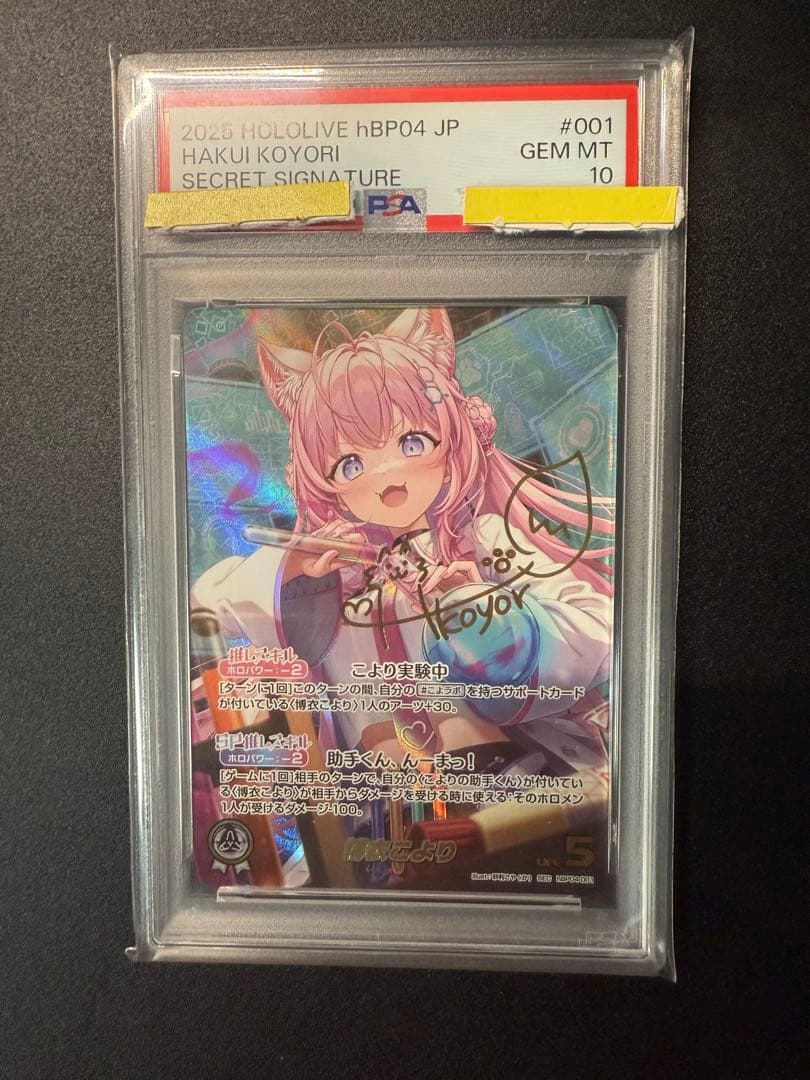 2025 HOLOLIVE hBP04 JP #001
HAKUI KOYORI GEM MT
SECRET SIGNATURE 10
PSA
Koyori
推しスキル
ホロパワー:-2
こより実験中
[ターンに1回]このターンの間、自分の#こよラボを持つサポートカード
が付いている〈博衣こより〉1人のアーツ+30。
SP推しスキル
ホロパワー:-2
助手くん、んーまっ!
[ゲームに1回]相手のターンで、自分の〈こよりの助手くん〉が付いてい
る〈博衣こより〉が相手からダメージを受ける時に使える:そのホロメン
1人が受けるダメージ-100。
博衣こより
LIFE 5
illust: SEC hBP04-001